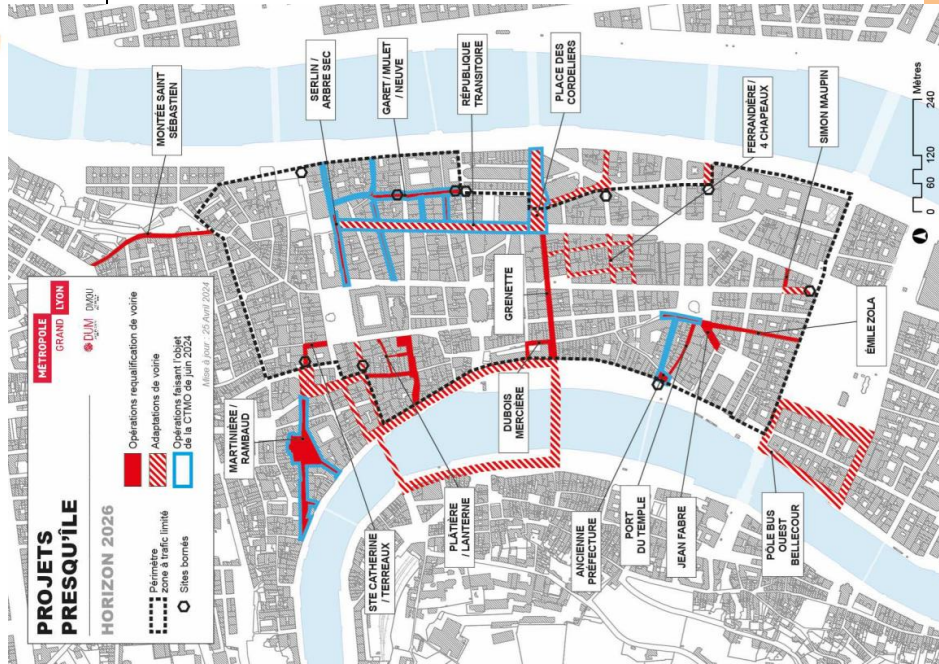 PROJETS
PRESQU'ÎLE
HORIZON 2026
MÉTROPOLE
GRAND LYON
DUM
DMOU
Périmètre
zone à trafic limité
Sites bornés
Opérations requalification de voirie
Adaptations de voirie
Opérations faisant l'objet
de la CTMO de juin 2024
Mise à jour : 25 Avril 2024
MONTÉE SAINT
SÉBASTIEN
SERLIN /
ARBRE SEC
GARET / MULET
/ NEUVE
RÉPUBLIQUE
TRANSITOIRE
PLACE DES
CORDELIERS
FERRANDIÈRE /
4 CHAPEAUX
SIMON MAUPIN
MARTINIÈRE /
RAMBAUD
GRENETTE
ÉMILE ZOLA
STE CATHERINE
/ TERREAUX
PLÂTIÈRE
/ LANTERNE
DUBOIS
MERCIÈRE
ANCIENNE
PRÉFECTURE
PORT
DU TEMPLE
JEAN FABRE
PÔLE BUS
OUEST
BELLECOUR
Mètres
0 60 120 240